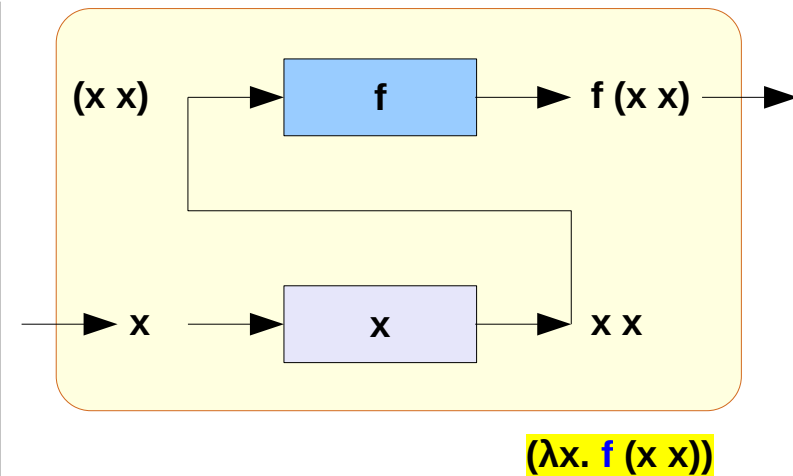 (x x) f f (x x)
x x x x
(λx. f (x x))